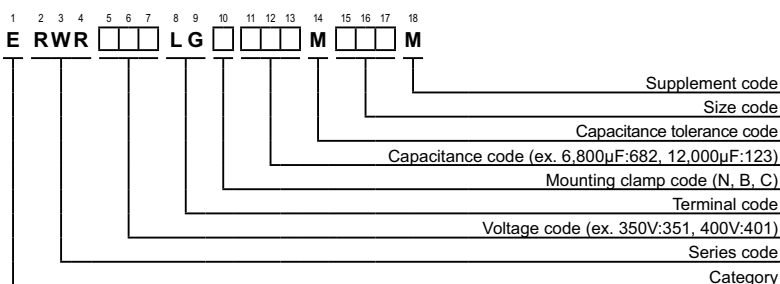 1 2 3 4 5 6 7 8 9 10 11 12 13 14 15 16 17 18
E RWR □□□ LG □ □□□ M □□□ M
Supplement code
Size code
Capacitance tolerance code
Capacitance code (ex. 6,800µF:682, 12,000µF:123)
Mounting clamp code (N, B, C)
Terminal code
Voltage code (ex. 350V:351, 400V:401)
Series code
Category